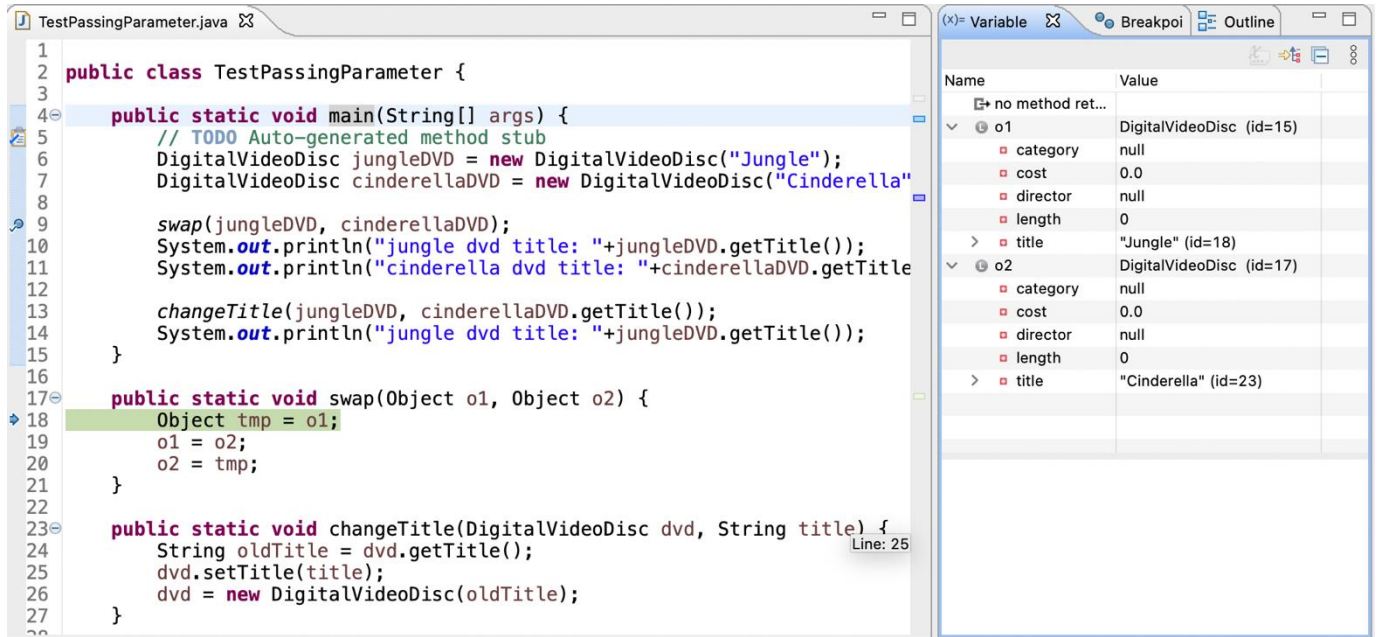 TestPassingParameter.java
1
2 public class TestPassingParameter {
3
4 public static void main(String[] args) {
5 // TODO Auto-generated method stub
6 DigitalVideoDisc jungleDVD = new DigitalVideoDisc("Jungle");
7 DigitalVideoDisc cinderellaDVD = new DigitalVideoDisc("Cinderella"
8
9 swap(jungleDVD, cinderellaDVD);
10 System.out.println("jungle dvd title: "+jungleDVD.getTitle());
11 System.out.println("cinderella dvd title: "+cinderellaDVD.getTitle
12
13 changeTitle(jungleDVD, cinderellaDVD.getTitle());
14 System.out.println("jungle dvd title: "+jungleDVD.getTitle());
15 }
16
17 public static void swap(Object o1, Object o2) {
18 Object tmp = o1;
19 o1 = o2;
20 o2 = tmp;
21 }
22
23 public static void changeTitle(DigitalVideoDisc dvd, String title) {
24 String oldTitle = dvd.getTitle();
Line: 25
25 dvd.setTitle(title);
26 dvd = new DigitalVideoDisc(oldTitle);
27 }
(x)= Variable
Breakpoi
Outline
Name Value
no method ret...
o1 DigitalVideoDisc (id=15)
category null
cost 0.0
director null
length 0
title "Jungle" (id=18)
o2 DigitalVideoDisc (id=17)
category null
cost 0.0
director null
length 0
title "Cinderella" (id=23)